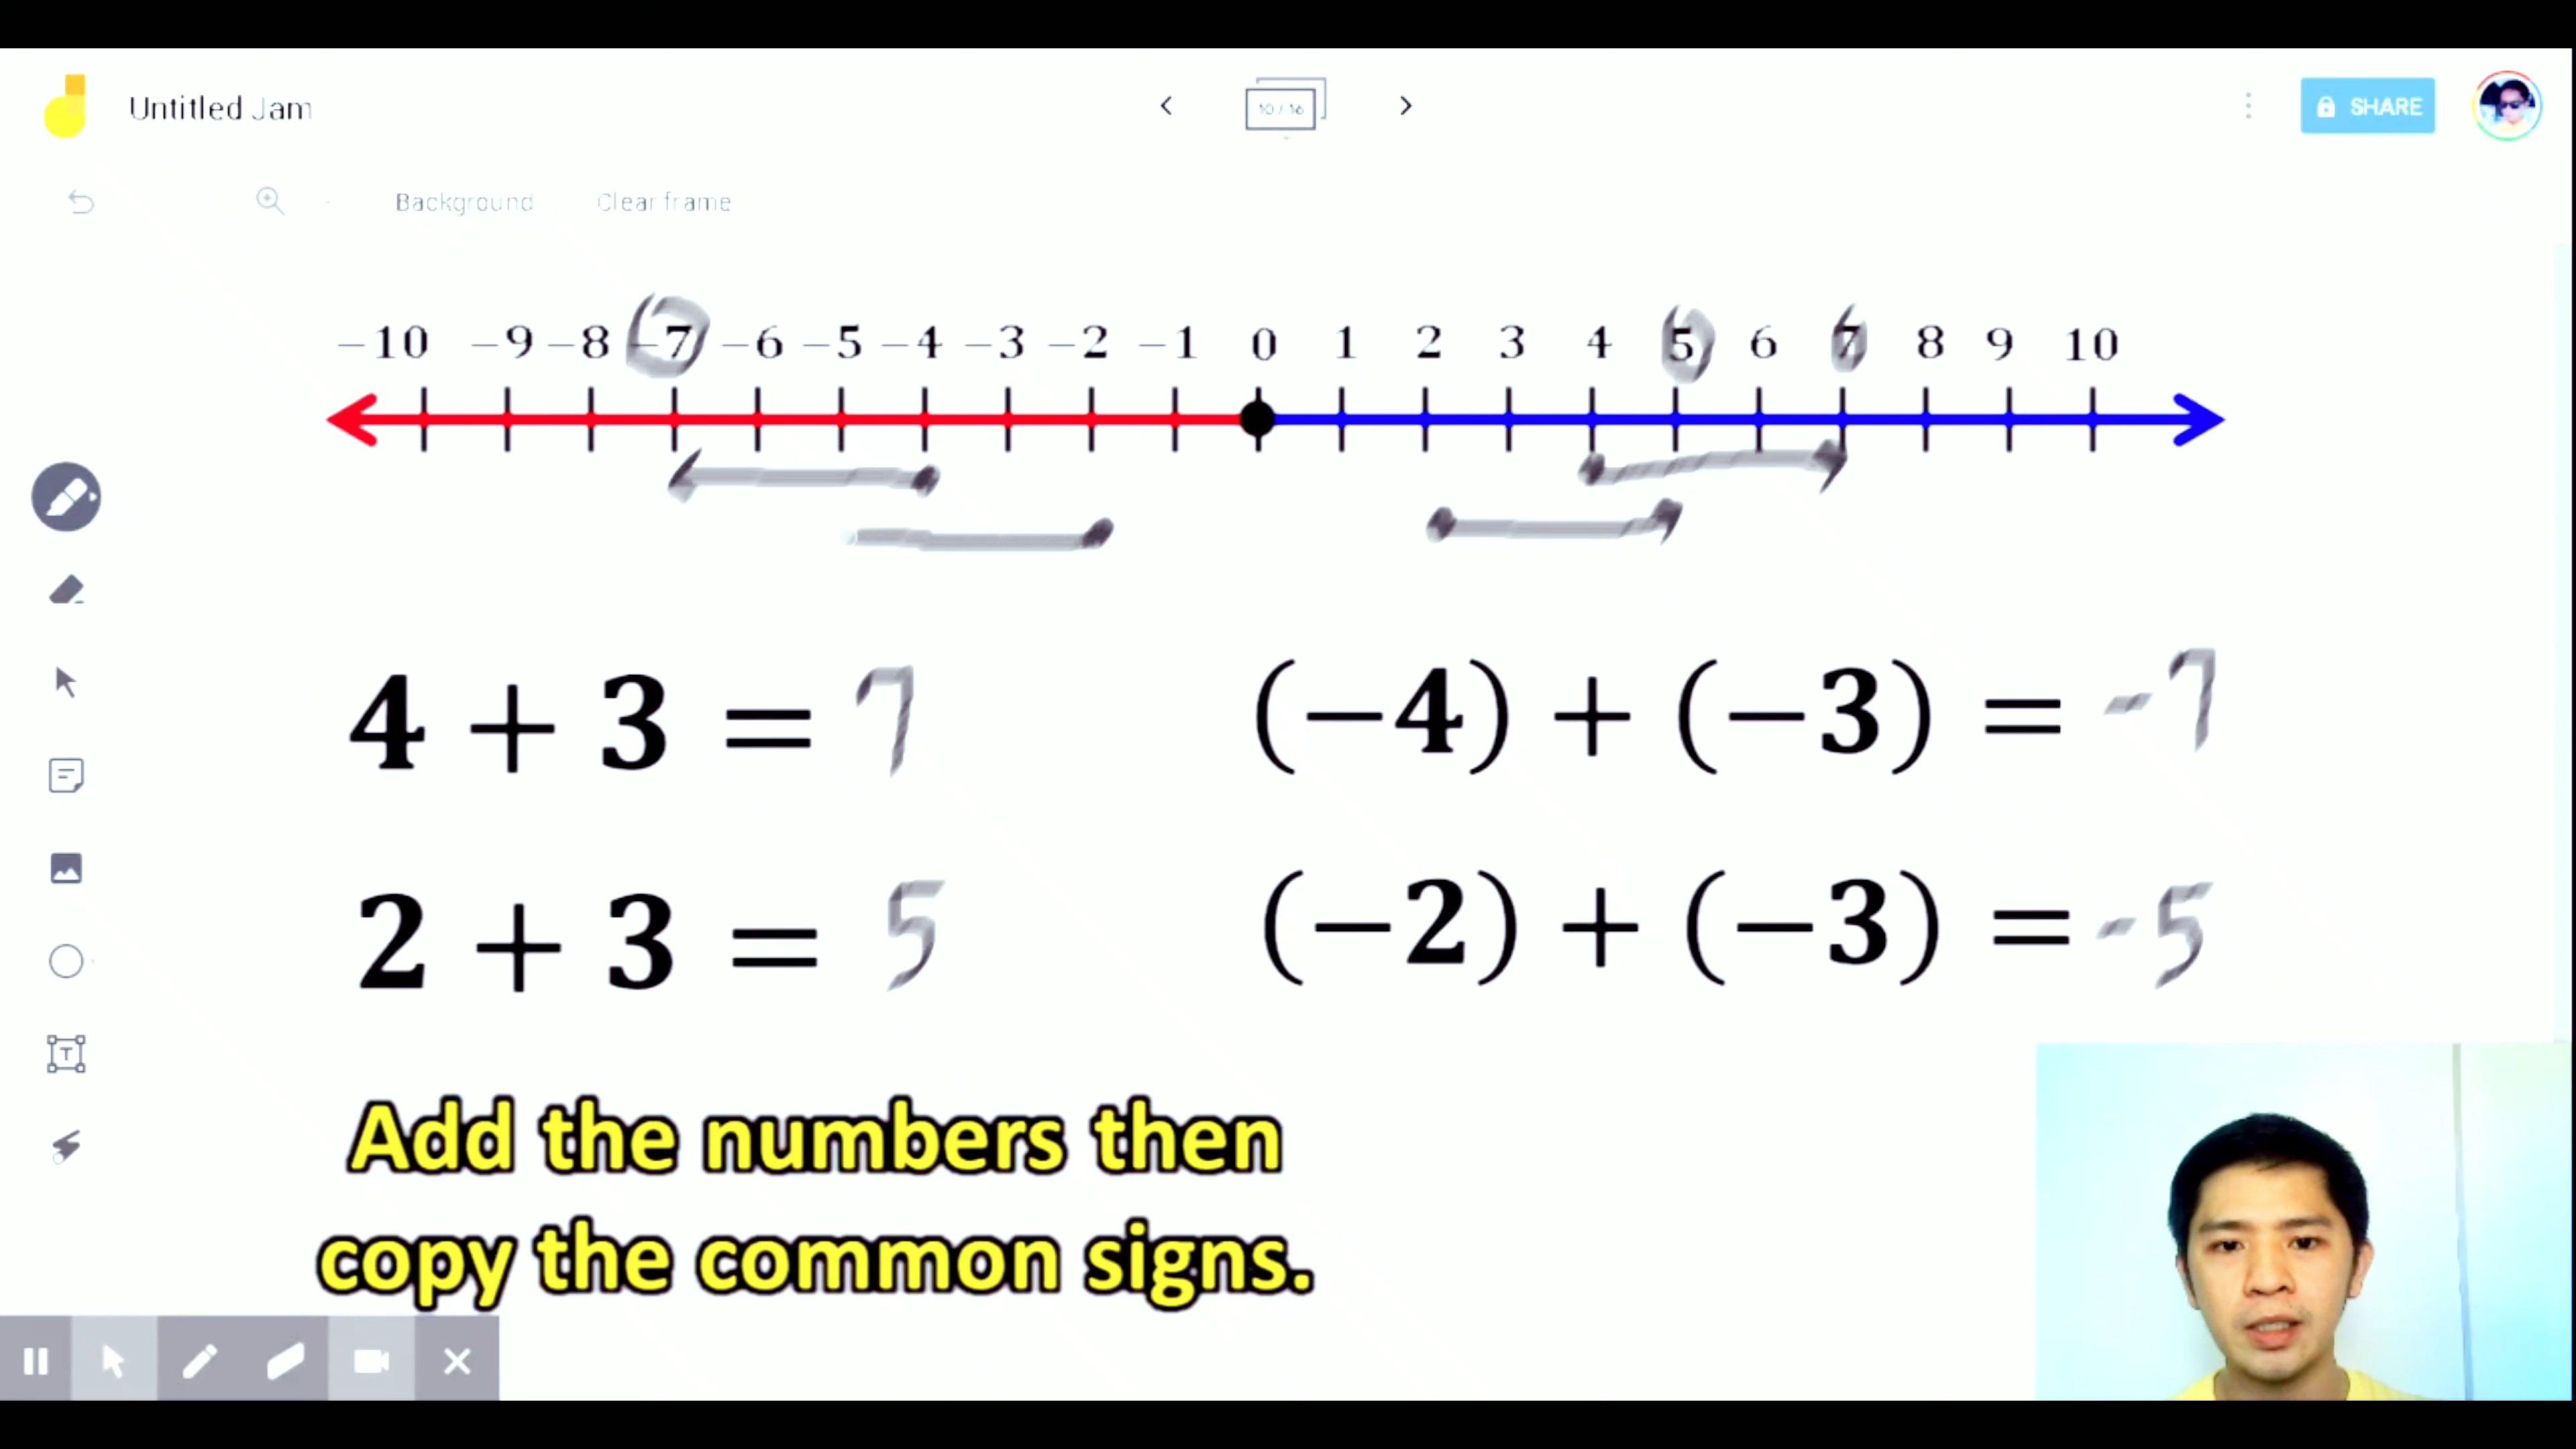 Untitled Jam
10 / 16
SHARE
Background
Clear frame
−10 −9 −8 −7 −6 −5 −4 −3 −2 −1 0 1 2 3 4 5 6 7 8 9 10
4 + 3 = 7
(−4) + (−3) = -7
2 + 3 = 5
(−2) + (−3) = -5
Add the numbers then
copy the common signs.